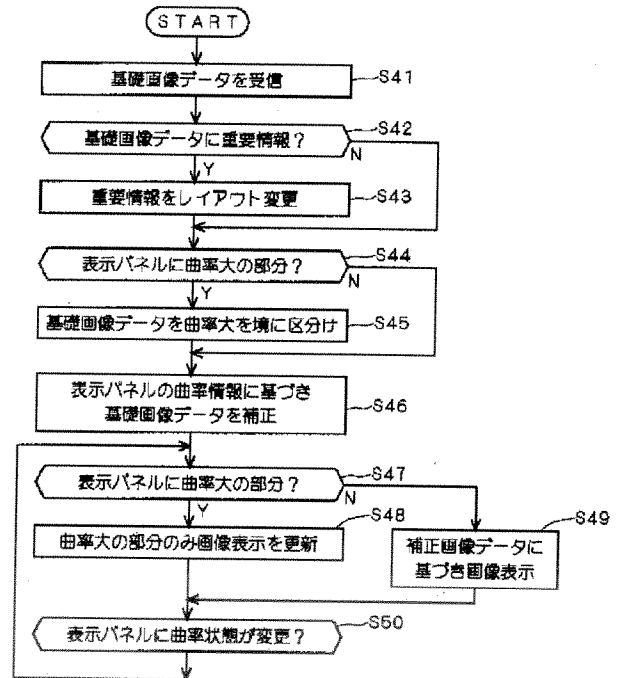 START
基礎画像データを受信
S41
基礎画像データに重要情報?
S42
N
Y
重要情報をレイアウト変更
S43
表示パネルに曲率大の部分?
S44
N
Y
基礎画像データを曲率大を境に区分け
S45
表示パネルの曲率情報に基づき
基礎画像データを補正
S46
表示パネルに曲率大の部分?
S47
N
Y
曲率大の部分のみ画像表示を更新
S48
補正画像データに
基づき画像表示
S49
表示パネルに曲率状態が変更?
S50